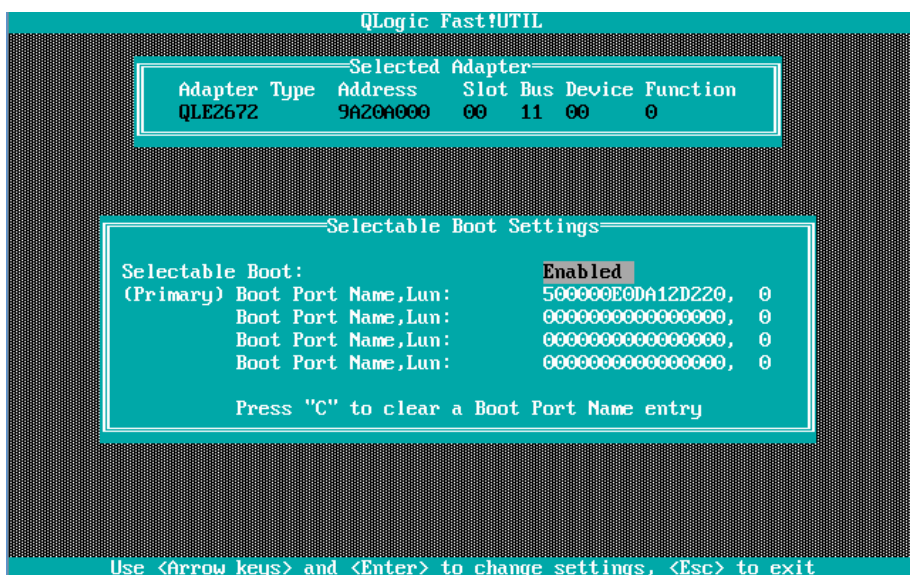 QLogic Fast!UTIL
Selected Adapter
Adapter Type Address Slot Bus Device Function
QLE2672 9A20A000 00 11 00 0
Selectable Boot Settings
Selectable Boot: Enabled
(Primary) Boot Port Name,Lun: 500000E0DA12D220, 0
Boot Port Name,Lun: 0000000000000000, 0
Boot Port Name,Lun: 0000000000000000, 0
Boot Port Name,Lun: 0000000000000000, 0
Press "C" to clear a Boot Port Name entry
Use <Arrow keys> and <Enter> to change settings, <Esc> to exit